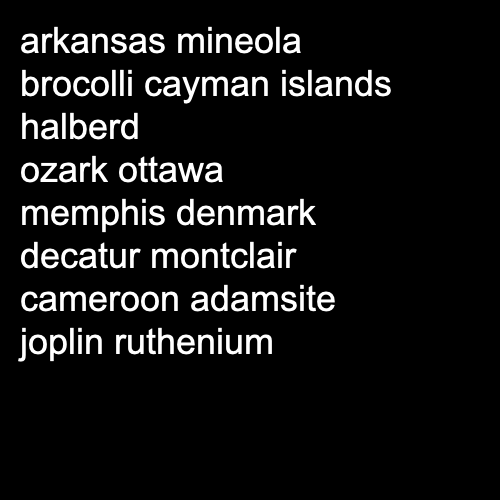 arkansas mineola
brocolli cayman islands
halberd
ozark ottawa
memphis denmark
decatur montclair
cameroon adamsite
joplin ruthenium